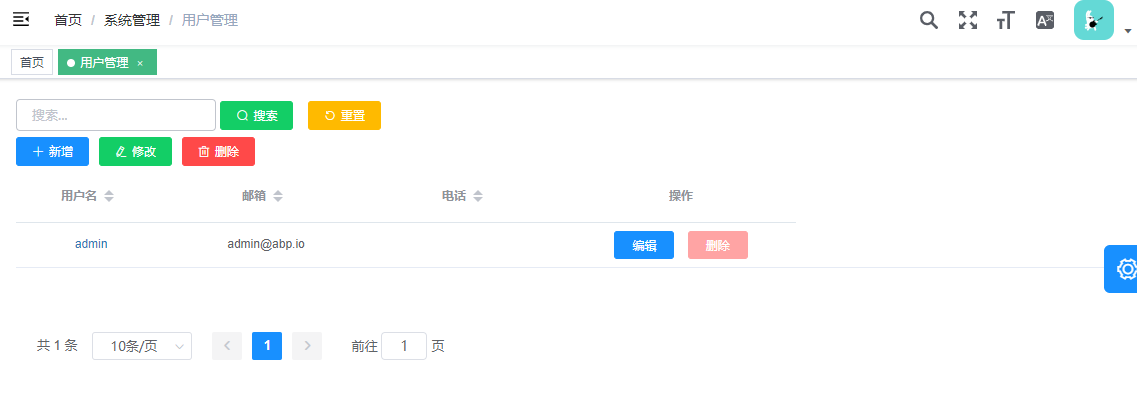 首页 / 系统管理 / 用户管理
首页 用户管理 ×
搜索... 搜索 重置
新增 修改 删除
用户名 邮箱 电话 操作
admin admin@abp.io 编辑 删除
共 1 条 10条/页 1 前往 1 页